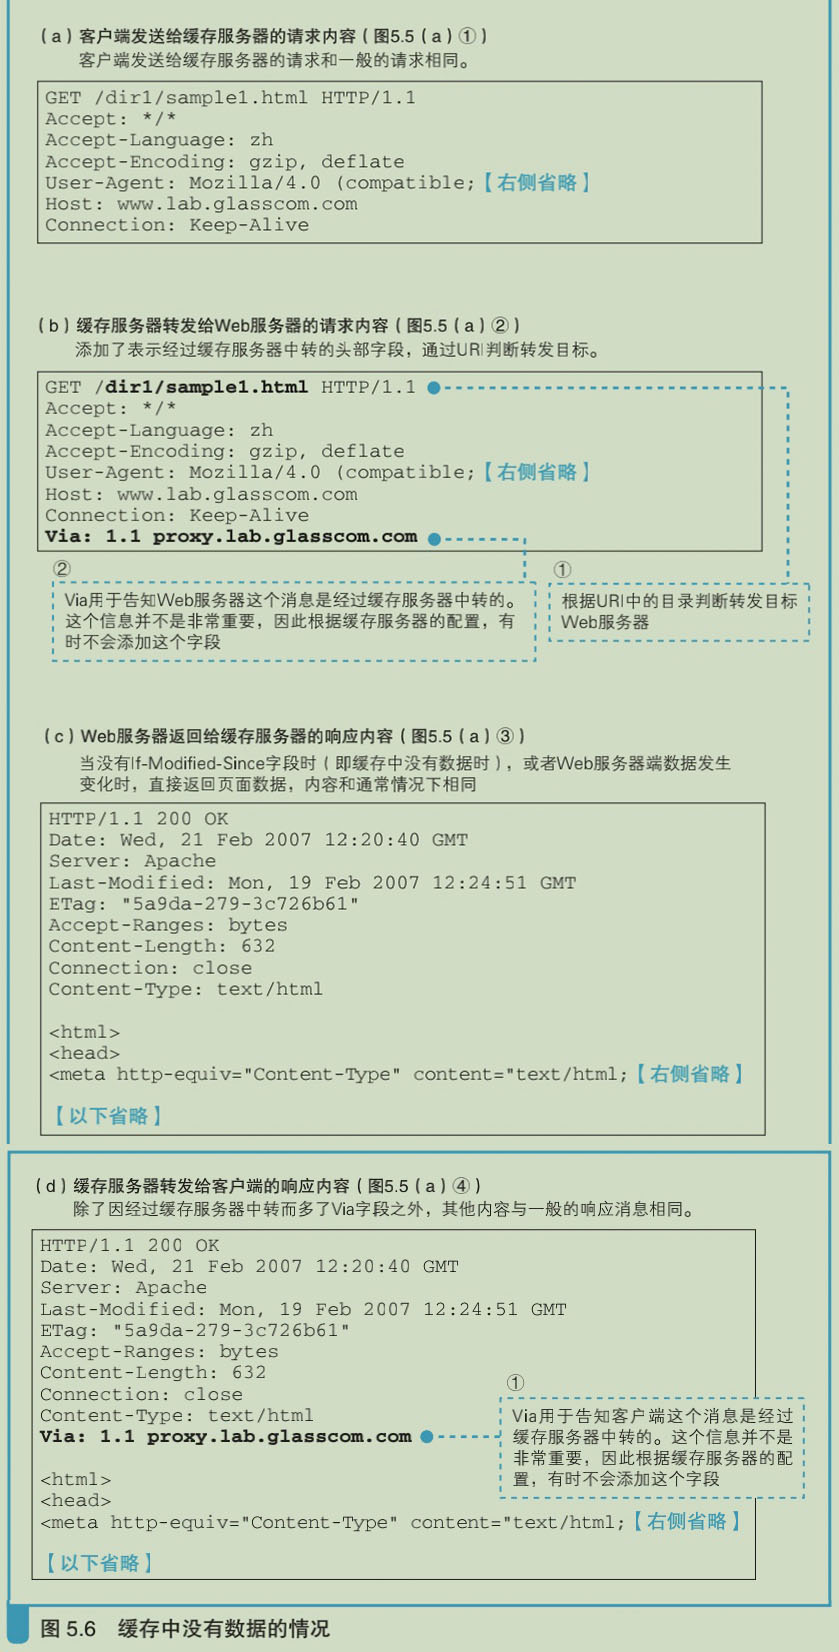 (a) 客户端发送给缓存服务器的请求内容(图5.5(a)①)
客户端发送给缓存服务器的请求和一般的请求相同。
GET /dir1/sample1.html HTTP/1.1
Accept: */*
Accept-Language: zh
Accept-Encoding: gzip, deflate
User-Agent: Mozilla/4.0 (compatible;【右侧省略】
Host: www.lab.glasscom.com
Connection: Keep-Alive
(b) 缓存服务器转发给Web服务器的请求内容(图5.5(a)②)
添加了表示经过缓存服务器中转的头部字段，通过URI判断转发目标。
GET /dir1/sample1.html HTTP/1.1
Accept: */*
Accept-Language: zh
Accept-Encoding: gzip, deflate
User-Agent: Mozilla/4.0 (compatible;【右侧省略】
Host: www.lab.glasscom.com
Connection: Keep-Alive
Via: 1.1 proxy.lab.glasscom.com
②
Via用于告知Web服务器这个消息是经过缓存服务器中转的。
这个信息并不是非常重要，因此根据缓存服务器的配置，有
时不会添加这个字段
①
根据URI中的目录判断转发目标
Web服务器
(c) Web服务器返回给缓存服务器的响应内容(图5.5(a)③)
当没有If-Modified-Since字段时(即缓存中没有数据时)，或者Web服务器端数据发生
变化时，直接返回页面数据，内容和通常情况下相同
HTTP/1.1 200 OK
Date: Wed, 21 Feb 2007 12:20:40 GMT
Server: Apache
Last-Modified: Mon, 19 Feb 2007 12:24:51 GMT
ETag: "5a9da-279-3c726b61"
Accept-Ranges: bytes
Content-Length: 632
Connection: close
Content-Type: text/html
<html>
<head>
<meta http-equiv="Content-Type" content="text/html;【右侧省略】
【以下省略】
(d) 缓存服务器转发给客户端的响应内容(图5.5(a)④)
除了因经过缓存服务器中转而多了Via字段之外，其他内容与一般的响应消息相同。
HTTP/1.1 200 OK
Date: Wed, 21 Feb 2007 12:20:40 GMT
Server: Apache
Last-Modified: Mon, 19 Feb 2007 12:24:51 GMT
ETag: "5a9da-279-3c726b61"
Accept-Ranges: bytes
Content-Length: 632
Connection: close
Content-Type: text/html
Via: 1.1 proxy.lab.glasscom.com
①
Via用于告知客户端这个消息是经过
缓存服务器中转的。这个信息并不是
非常重要，因此根据缓存服务器的配
置，有时不会添加这个字段
<html>
<head>
<meta http-equiv="Content-Type" content="text/html;【右侧省略】
【以下省略】
图 5.6 缓存中没有数据的情况